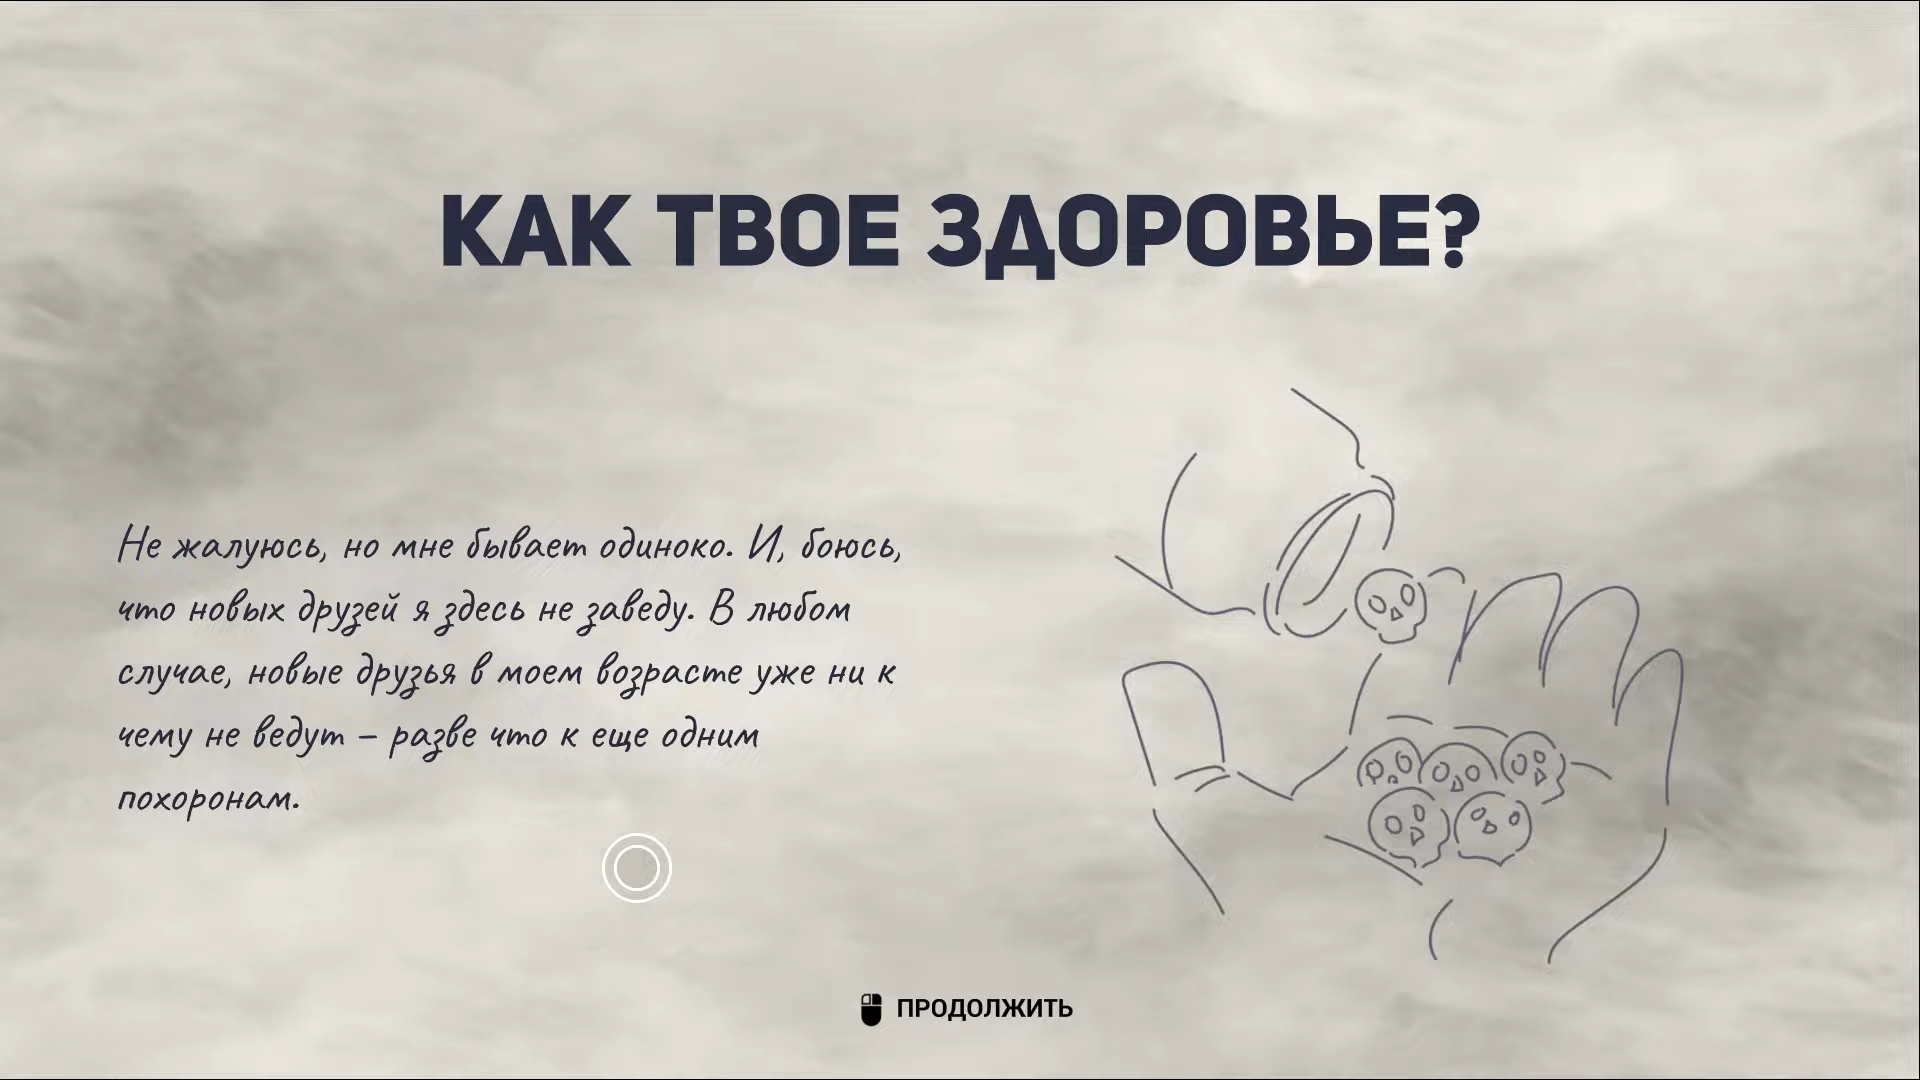 КАК ТВОЕ ЗДОРОВЬЕ?
Не жалуюсь, но мне бывает одиноко. И, боюсь,
что новых друзей я здесь не заведу. В любом
случае, новые друзья в моем возрасте уже ни к
чему не ведут – разве что к еще одним
похоронам.
ПРОДОЛЖИТЬ